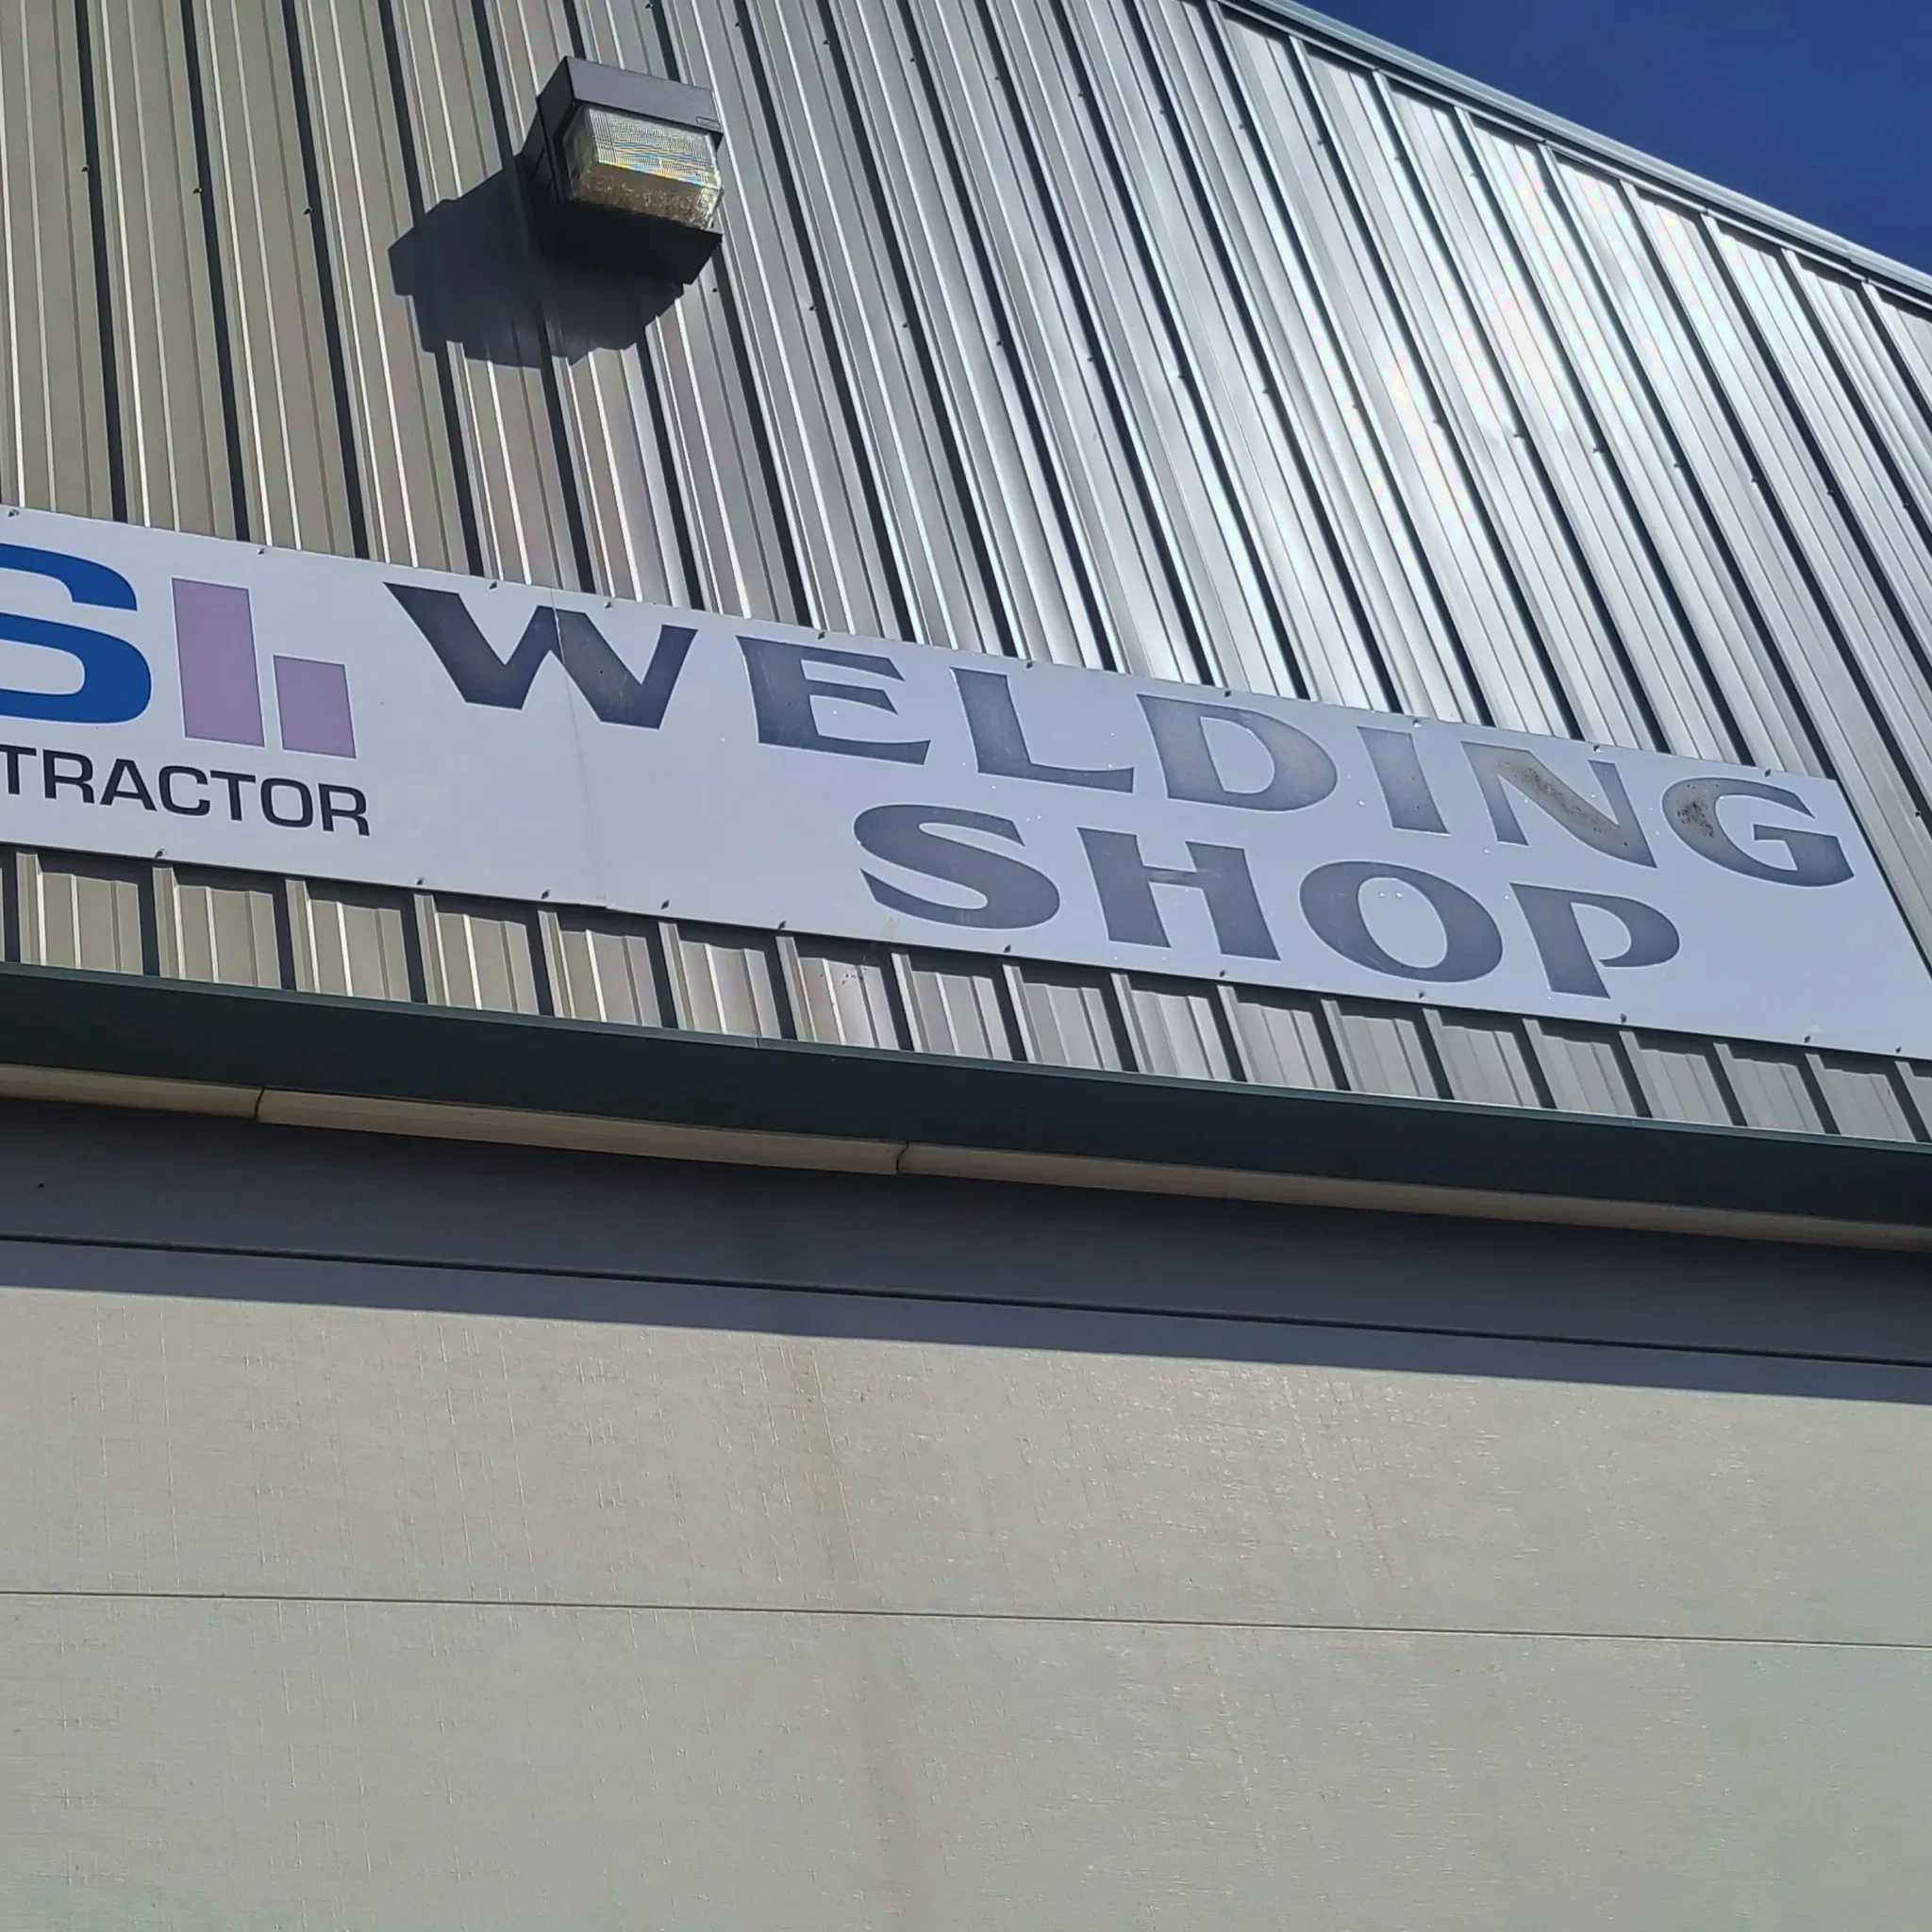 SI.
TRACTOR
WELDING
SHOP